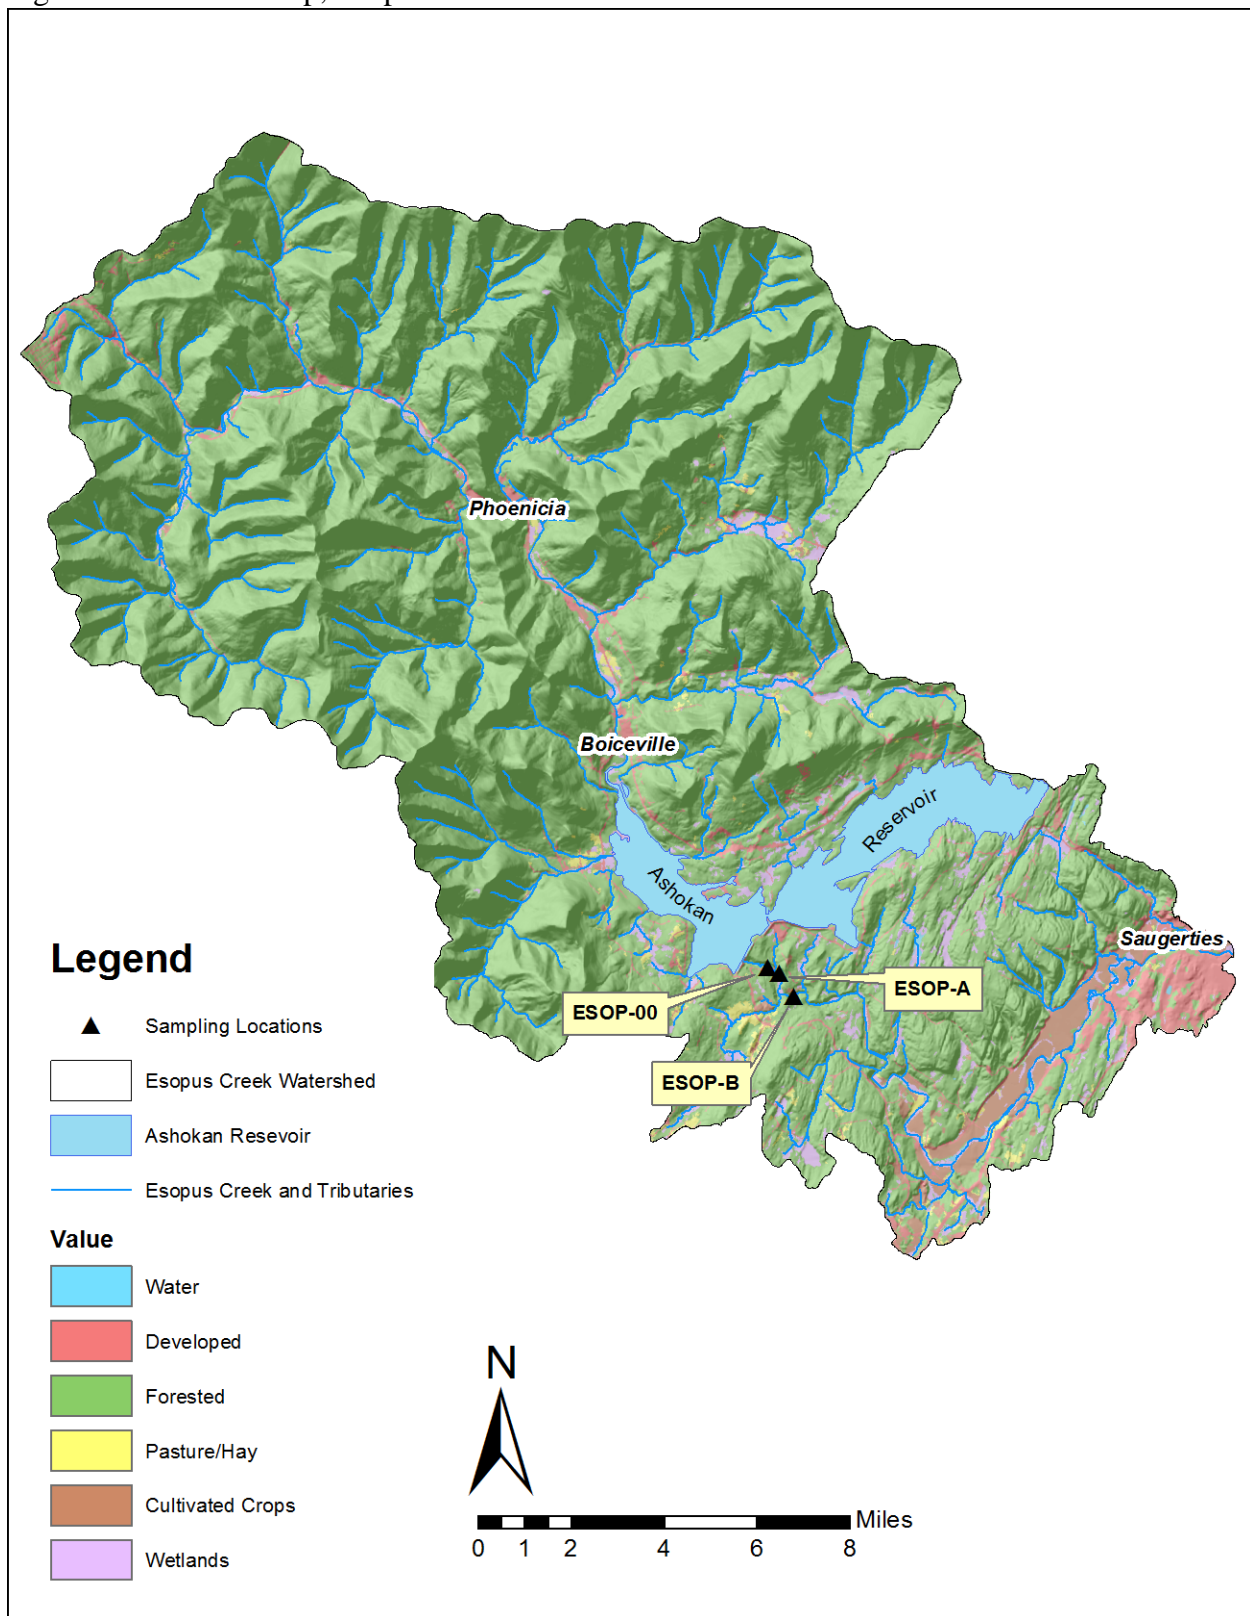 Phoenicia
Boiceville
Reservoir
Ashokan
Saugerties
ESOP-00
ESOP-A
ESOP-B
Legend
Sampling Locations
Esopus Creek Watershed
Ashokan Resevoir
Esopus Creek and Tributaries
Value
Water
Developed
Forested
Pasture/Hay
Cultivated Crops
Wetlands
N
Miles
0 1 2 4 6 8